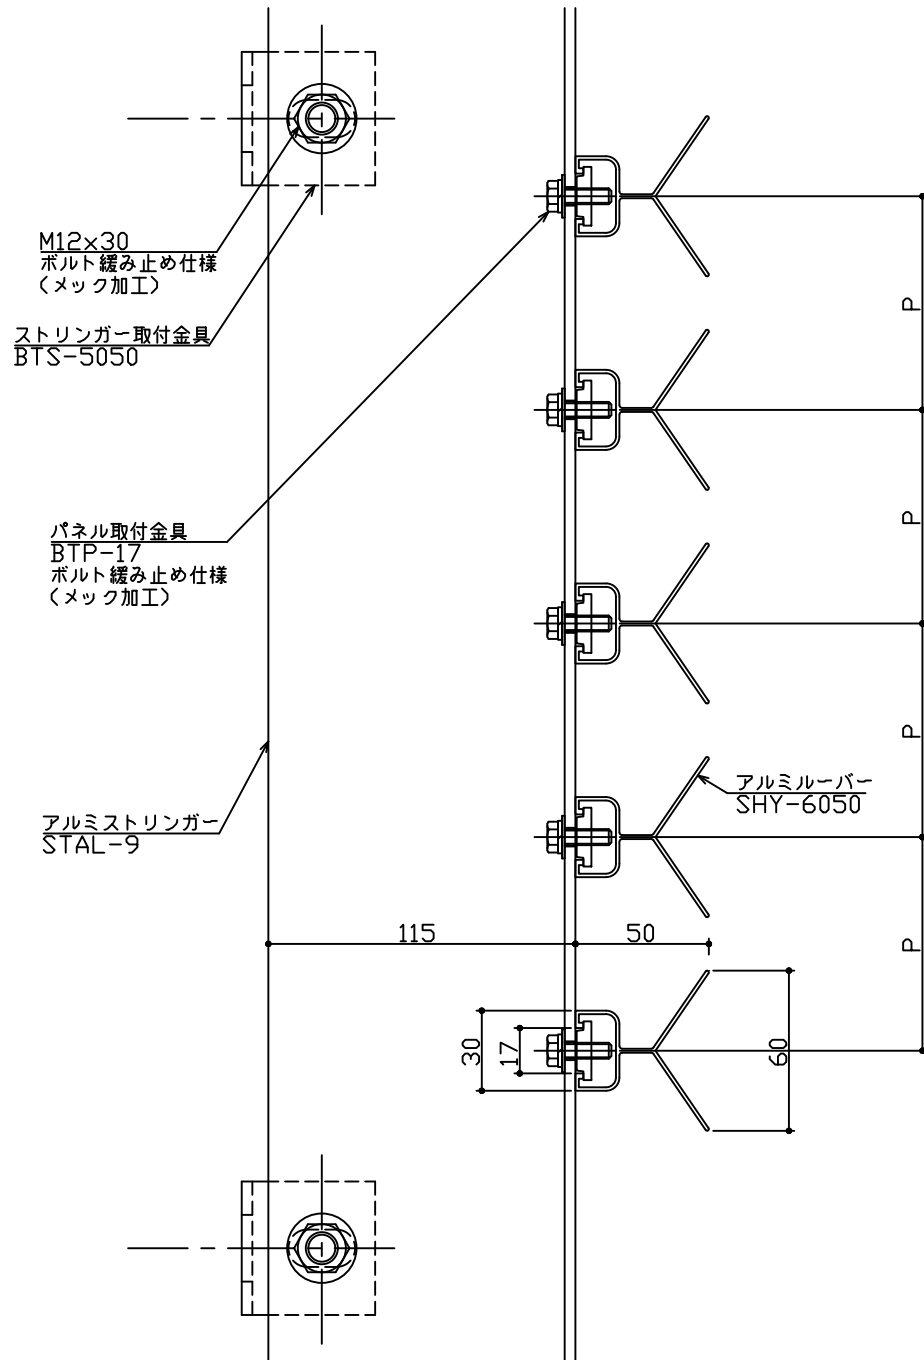 M12×30
ボルト緩み止め仕様
(メック加工)
ストリンガー取付金具
BTS-5050
パネル取付金具
BTP-17
ボルト緩み止め仕様
(メック加工)
アルミストリンガー
STAL-9
P
P
P
アルミルーバー
SHY-6050
115
50
P
30
17
60